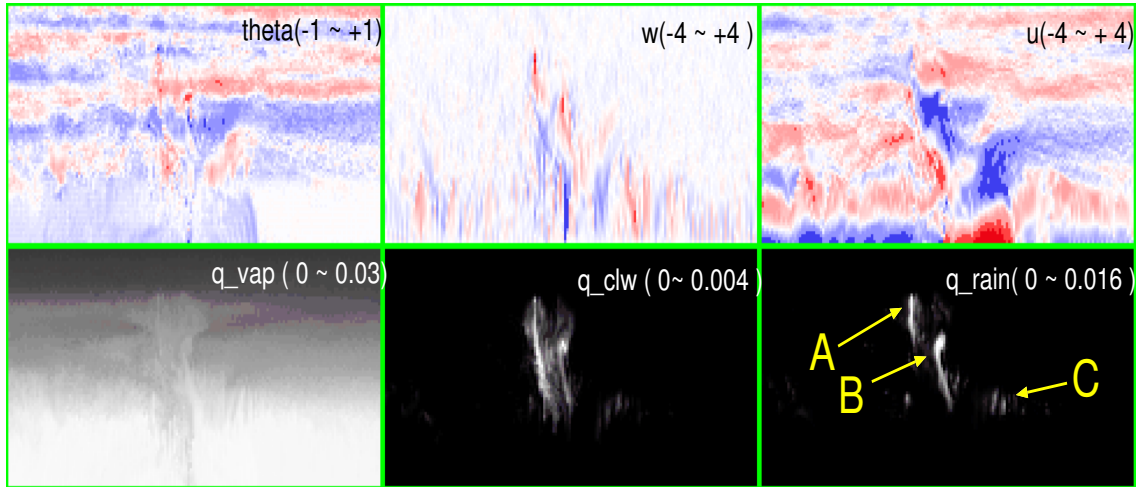 theta(-1 ~ +1)
w(-4 ~ +4 )
u(-4 ~ + 4)
q_vap ( 0 ~ 0.03)
q_clw ( 0~ 0.004 )
q_rain( 0 ~ 0.016 )
A
B
C